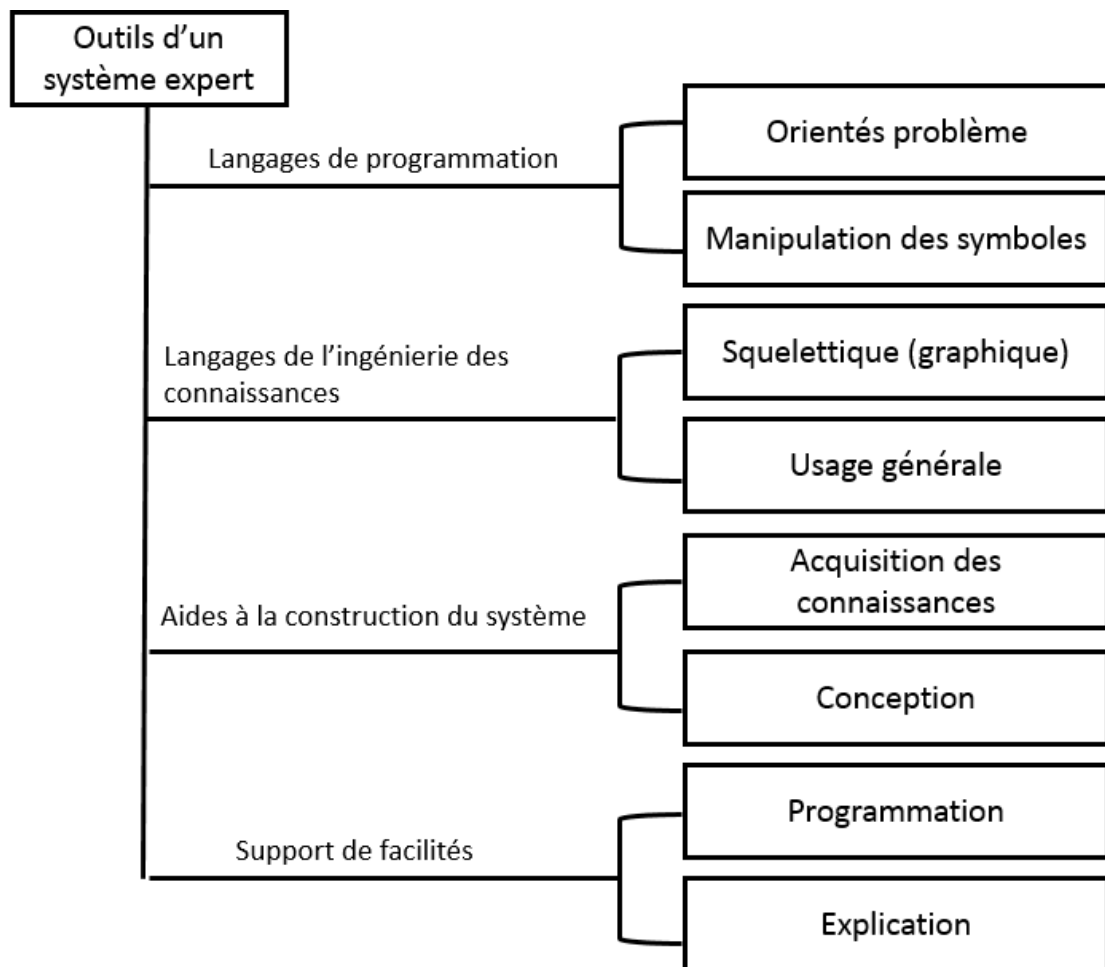 Outils d’un
système expert
Langages de programmation
Orientés problème
Manipulation des symboles
Langages de l’ingénierie des
connaissances
Squelettique (graphique)
Usage générale
Aides à la construction du système
Acquisition des
connaissances
Conception
Support de facilités
Programmation
Explication